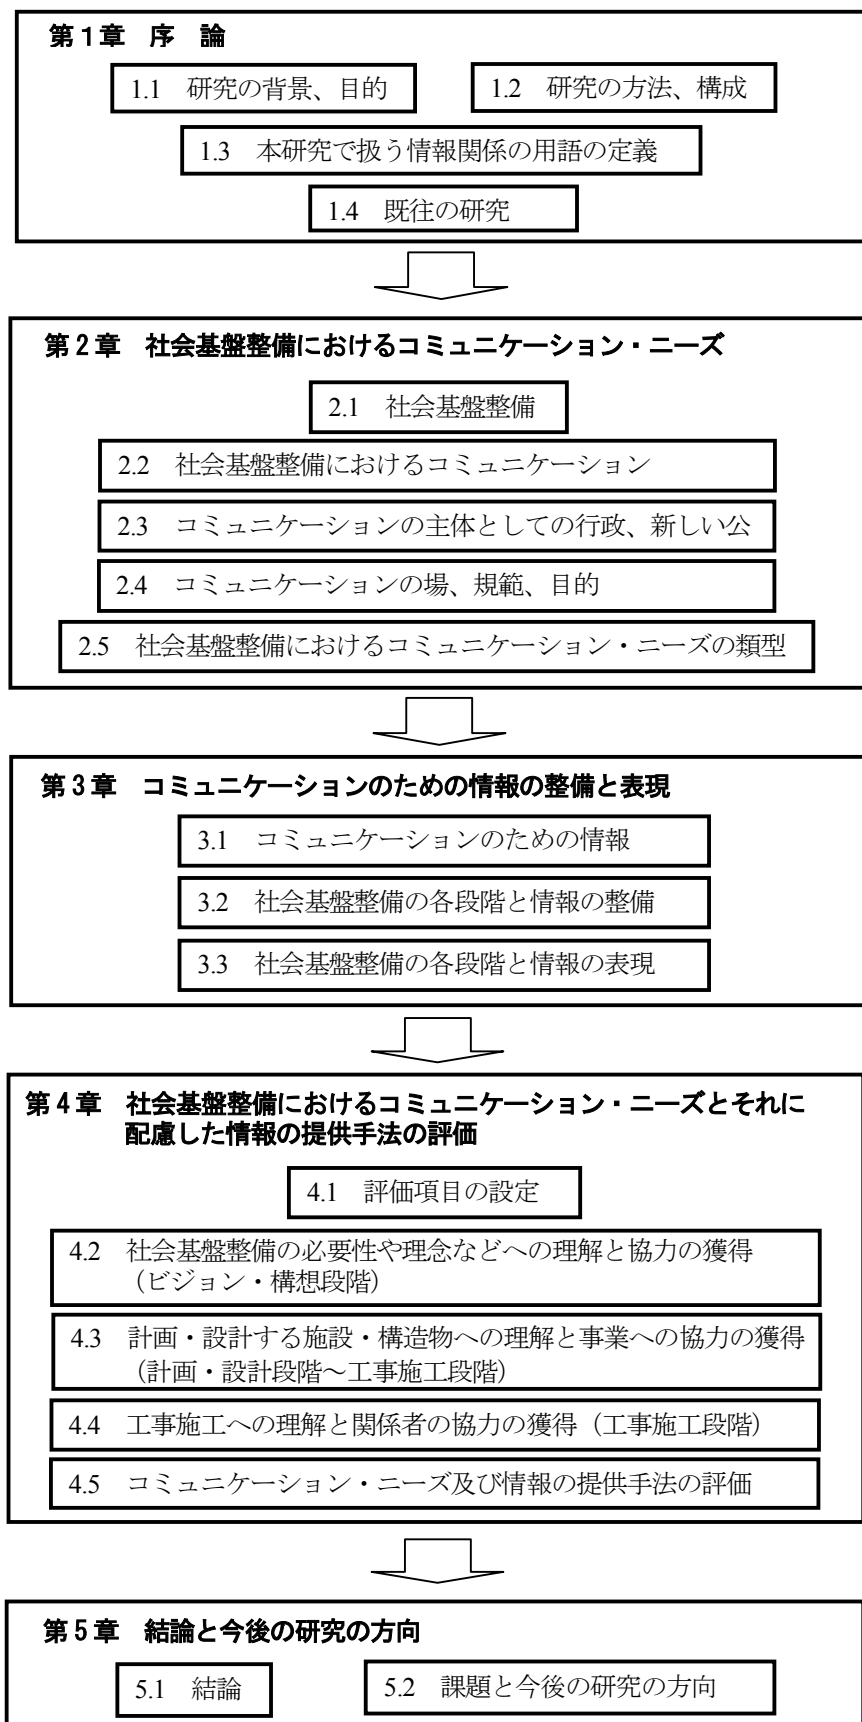 第1章 序 論
1.1 研究の背景、目的
1.2 研究の方法、構成
1.3 本研究で扱う情報関係の用語の定義
1.4 既往の研究
第2章 社会基盤整備におけるコミュニケーション・ニーズ
2.1 社会基盤整備
2.2 社会基盤整備におけるコミュニケーション
2.3 コミュニケーションの主体としての行政、新しい公
2.4 コミュニケーションの場、規範、目的
2.5 社会基盤整備におけるコミュニケーション・ニーズの類型
第3章 コミュニケーションのための情報の整備と表現
3.1 コミュニケーションのための情報
3.2 社会基盤整備の各段階と情報の整備
3.3 社会基盤整備の各段階と情報の表現
第4章 社会基盤整備におけるコミュニケーション・ニーズとそれに
配慮した情報の提供手法の評価
4.1 評価項目の設定
4.2 社会基盤整備の必要性や理念などへの理解と協力の獲得
（ビジョン・構想段階）
4.3 計画・設計する施設・構造物への理解と事業への協力の獲得
（計画・設計段階～工事施工段階）
4.4 工事施工への理解と関係者の協力の獲得（工事施工段階）
4.5 コミュニケーション・ニーズ及び情報の提供手法の評価
第5章 結論と今後の研究の方向
5.1 結論
5.2 課題と今後の研究の方向